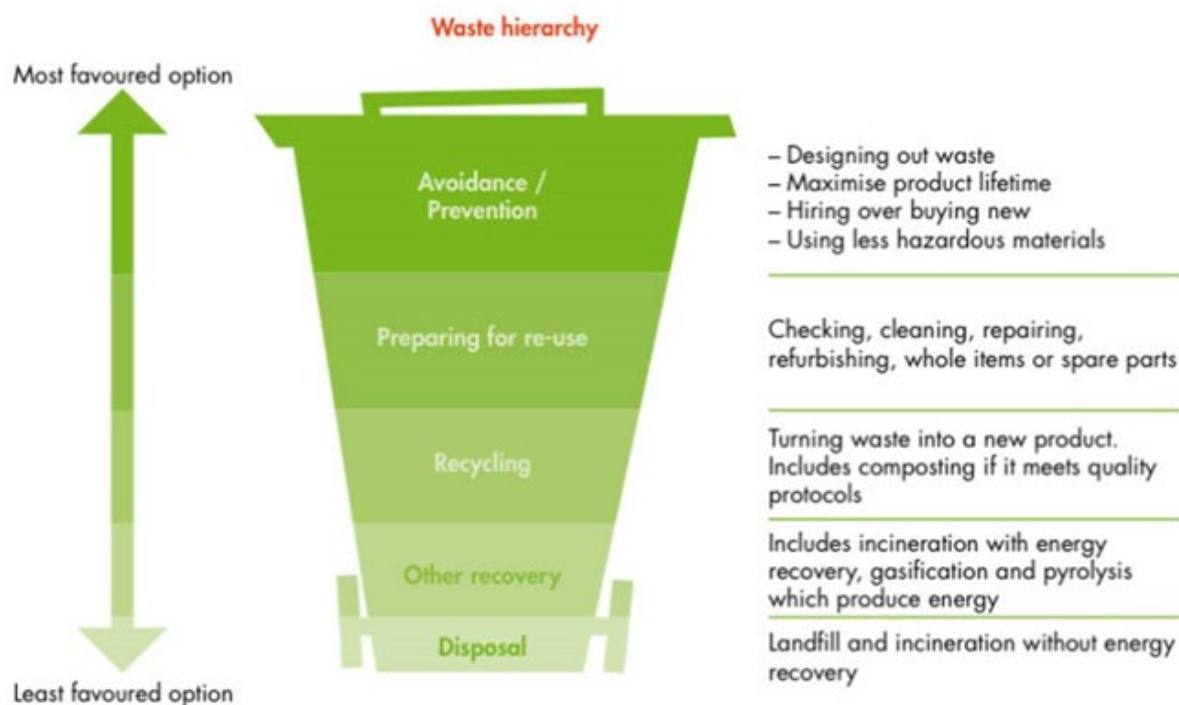 Waste hierarchy
Most favoured option
Avoidance /
Prevention
– Designing out waste
– Maximise product lifetime
– Hiring over buying new
– Using less hazardous materials
Preparing for re-use
Checking, cleaning, repairing,
refurbishing, whole items or spare parts
Recycling
Turning waste into a new product.
Includes composting if it meets quality
protocols
Other recovery
Includes incineration with energy
recovery, gasification and pyrolysis
which produce energy
Disposal
Landfill and incineration without energy
recovery
Least favoured option